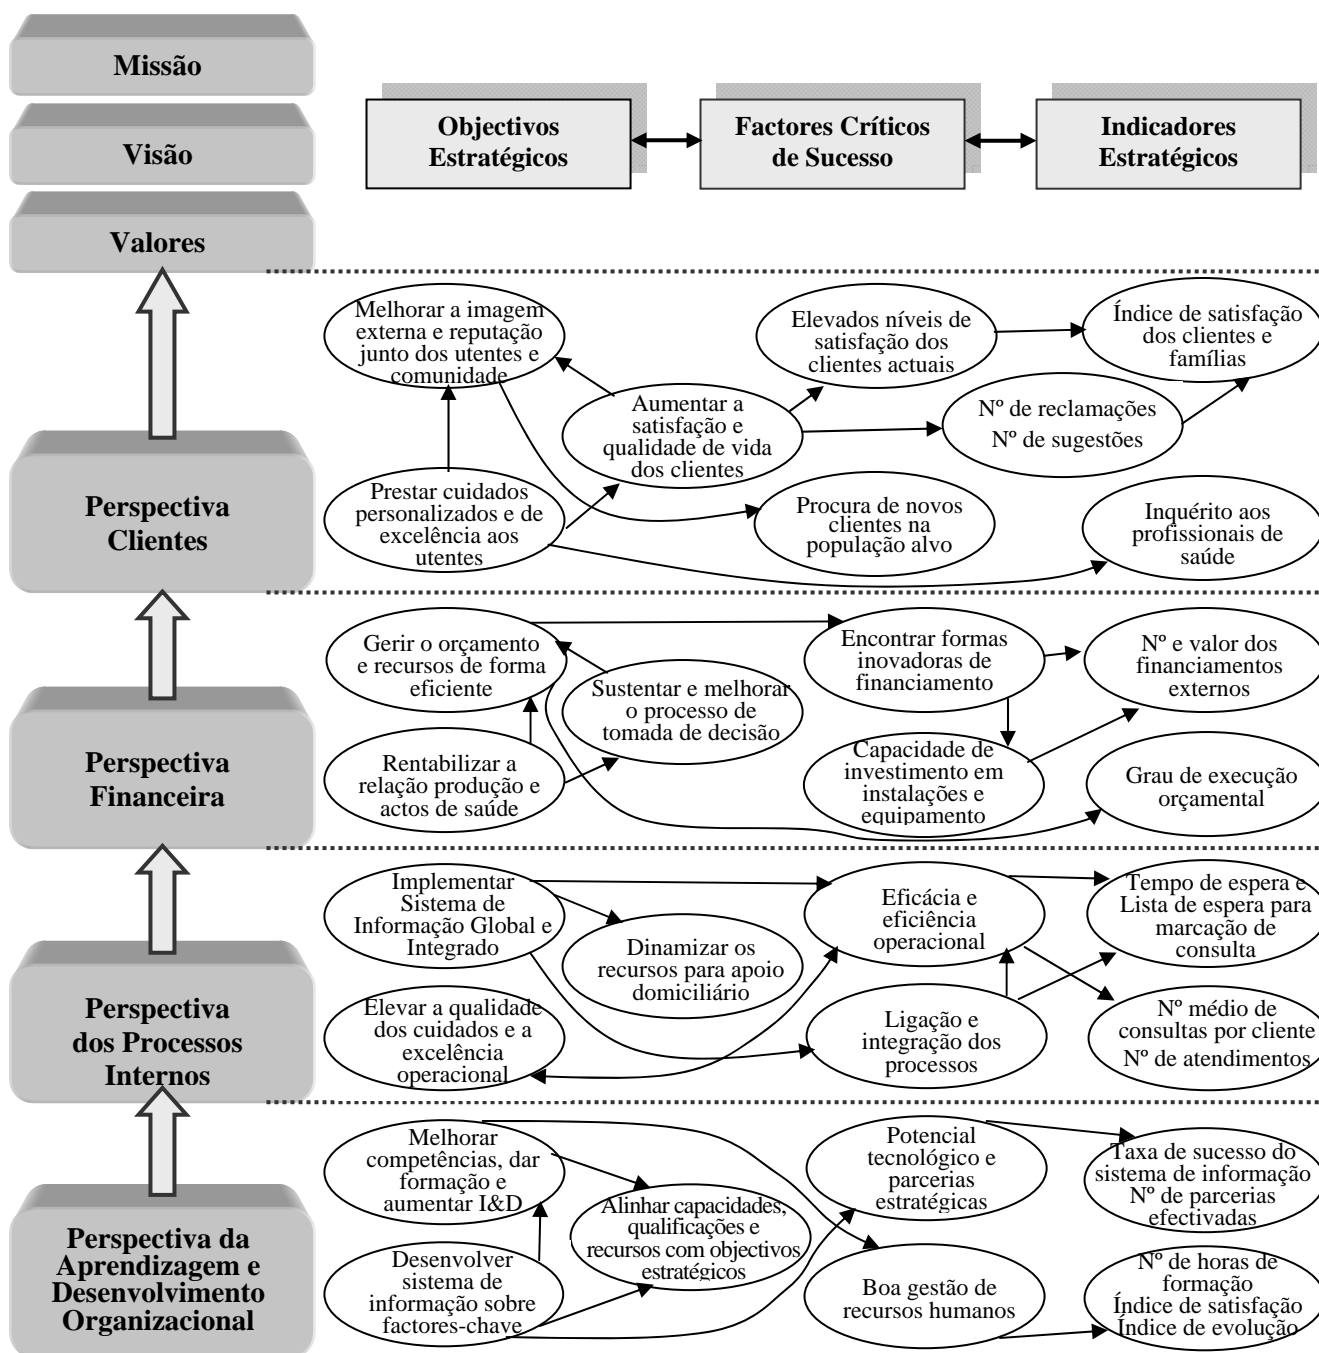 Missão
Visão
Valores
Objectivos
Estratégicos
Factores Críticos
de Sucesso
Indicadores
Estratégicos
Perspectiva
Clientes
Melhorar a imagem
externa e reputação
junto dos utentes e
comunidade
Elevados níveis de
satisfação dos
clientes actuais
Índice de satisfação
dos clientes e
famílias
Aumentar a
satisfação e
qualidade de vida
dos clientes
Nº de reclamações
Nº de sugestões
Prestar cuidados
personalizados e de
excelência aos
utentes
Procura de novos
clientes na
população alvo
Inquérito aos
profissionais de
saúde
Perspectiva
Financeira
Gerir o orçamento
e recursos de forma
eficiente
Encontrar formas
inovadoras de
financiamento
Nº e valor dos
financiamentos
externos
Sustentar e melhorar
o processo de
tomada de decisão
Rentabilizar a
relação produção e
actos de saúde
Capacidade de
investimento em
instalações e
equipamento
Grau de execução
orçamental
Perspectiva
dos Processos
Internos
Implementar
Sistema de
Informação Global e
Integrado
Eficácia e
eficiência
operacional
Tempo de espera e
Lista de espera para
marcação de
consulta
Dinamizar os
recursos para apoio
domiciliário
Elevar a qualidade
dos cuidados e a
excelência
operacional
Ligação e
integração dos
processos
Nº médio de
consultas por cliente
Nº de atendimentos
Perspectiva da
Aprendizagem e
Desenvolvimento
Organizacional
Melhorar
competências, dar
formação e
aumentar I&D
Potencial
tecnológico e
parcerias
estratégicas
Taxa de sucesso do
sistema de informação
Nº de parcerias
efectivadas
Alinhar capacidades,
qualificações e
recursos com objectivos
estratégicos
Desenvolver
sistema de
informação sobre
factores-chave
Boa gestão de
recursos humanos
Nº de horas de
formação
Índice de satisfação
Índice de evolução